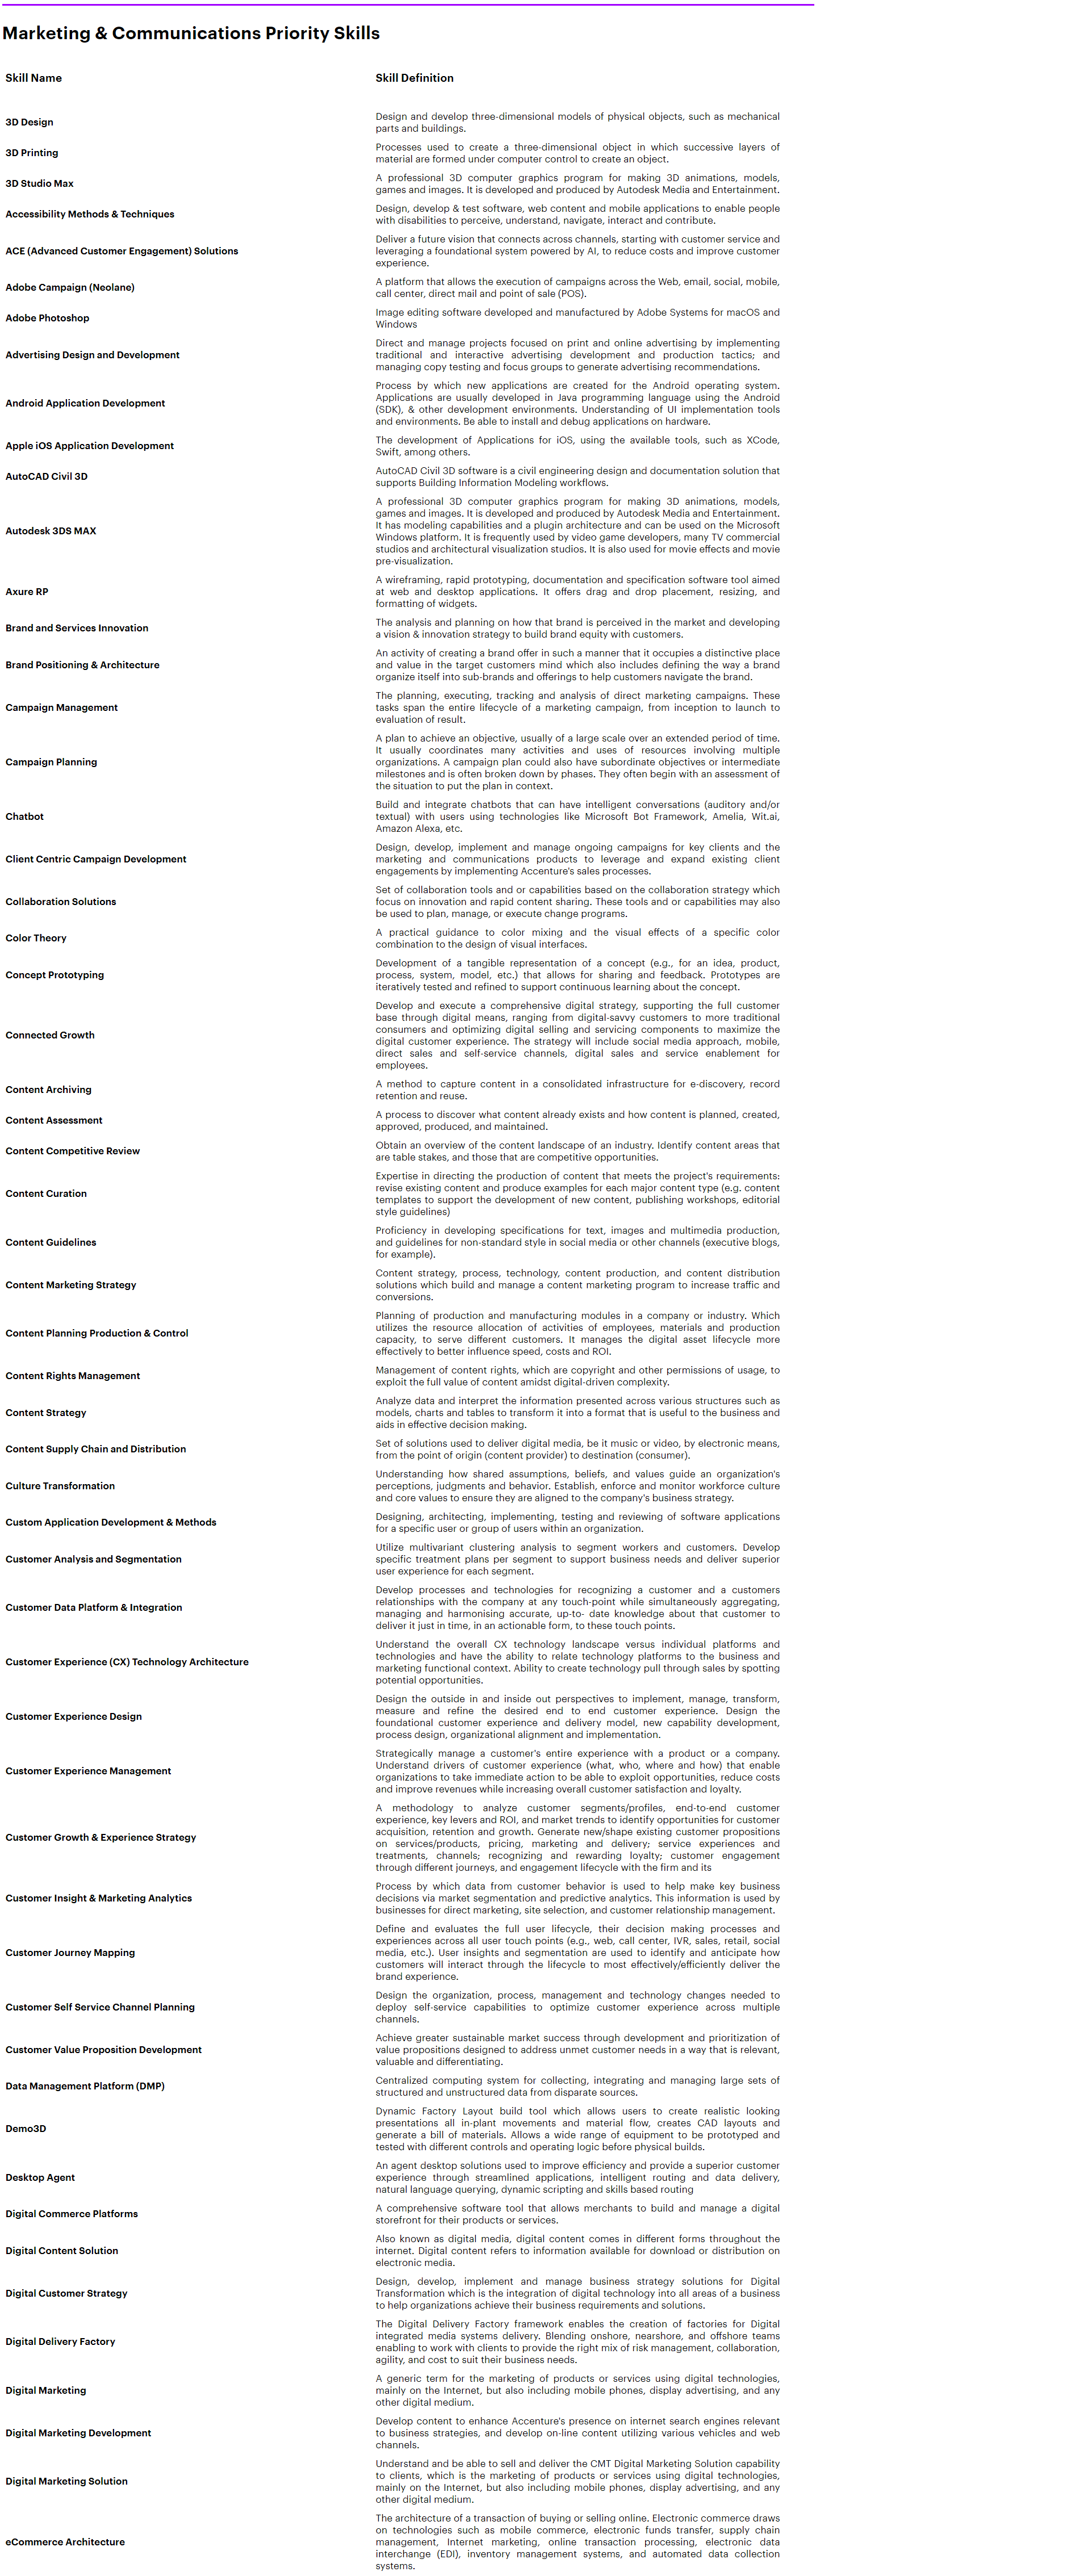 Marketing & Communications Priority Skills
Skill Name
Skill Definition
3D Design
Design and develop three-dimensional models of physical objects, such as mechanical
parts and buildings.
3D Printing
Processes used to create a three-dimensional object in which successive layers of
material are formed under computer control to create an object.
3D Studio Max
A professional 3D computer graphics program for making 3D animations, models,
games and images. It is developed and produced by Autodesk Media and Entertainment.
Accessibility Methods & Techniques
Design, develop & test software, web content and mobile applications to enable people
with disabilities to perceive, understand, navigate, interact and contribute.
ACE (Advanced Customer Engagement) Solutions
Deliver a future vision that connects across channels, starting with customer service and
leveraging a foundational system powered by AI, to reduce costs and improve customer
experience.
Adobe Campaign (Neolane)
A platform that allows the execution of campaigns across the Web, email, social, mobile,
call center, direct mail and point of sale (POS).
Adobe Photoshop
Image editing software developed and manufactured by Adobe Systems for macOS and
Windows
Advertising Design and Development
Direct and manage projects focused on print and online advertising by implementing
traditional and interactive advertising development and production tactics; and
managing copy testing and focus groups to generate advertising recommendations.
Android Application Development
Process by which new applications are created for the Android operating system.
Applications are usually developed in Java programming language using the Android
(SDK), & other development environments. Understanding of UI implementation tools
and environments. Be able to install and debug applications on hardware.
Apple iOS Application Development
The development of Applications for iOS, using the available tools, such as XCode,
Swift, among others.
AutoCAD Civil 3D
AutoCAD Civil 3D software is a civil engineering design and documentation solution that
supports Building Information Modeling workflows.
Autodesk 3DS MAX
A professional 3D computer graphics program for making 3D animations, models,
games and images. It is developed and produced by Autodesk Media and Entertainment.
It has modeling capabilities and a plugin architecture and can be used on the Microsoft
Windows platform. It is frequently used by video game developers, many TV commercial
studios and architectural visualization studios. It is also used for movie effects and movie
pre-visualization.
Axure RP
A wireframing, rapid prototyping, documentation and specification software tool aimed
at web and desktop applications. It offers drag and drop placement, resizing, and
formatting of widgets.
Brand and Services Innovation
The analysis and planning on how that brand is perceived in the market and developing
a vision & innovation strategy to build brand equity with customers.
Brand Positioning & Architecture
An activity of creating a brand offer in such a manner that it occupies a distinctive place
and value in the target customers mind which also includes defining the way a brand
organize itself into sub-brands and offerings to help customers navigate the brand.
Campaign Management
The planning, executing, tracking and analysis of direct marketing campaigns. These
tasks span the entire lifecycle of a marketing campaign, from inception to launch to
evaluation of result.
Campaign Planning
A plan to achieve an objective, usually of a large scale over an extended period of time.
It usually coordinates many activities and uses of resources involving multiple
organizations. A campaign plan could also have subordinate objectives or intermediate
milestones and is often broken down by phases. They often begin with an assessment of
the situation to put the plan in context.
Chatbot
Build and integrate chatbots that can have intelligent conversations (auditory and/or
textual) with users using technologies like Microsoft Bot Framework, Amelia, Wit.ai,
Amazon Alexa, etc.
Client Centric Campaign Development
Design, develop, implement and manage ongoing campaigns for key clients and the
marketing and communications products to leverage and expand existing client
engagements by implementing Accenture's sales processes.
Collaboration Solutions
Set of collaboration tools and or capabilities based on the collaboration strategy which
focus on innovation and rapid content sharing. These tools and or capabilities may also
be used to plan, manage, or execute change programs.
Color Theory
A practical guidance to color mixing and the visual effects of a specific color
combination to the design of visual interfaces.
Concept Prototyping
Development of a tangible representation of a concept (e.g., for an idea, product,
process, system, model, etc.) that allows for sharing and feedback. Prototypes are
iteratively tested and refined to support continuous learning about the concept.
Connected Growth
Develop and execute a comprehensive digital strategy, supporting the full customer
base through digital means, ranging from digital-savvy customers to more traditional
consumers and optimizing digital selling and servicing components to maximize the
digital customer experience. The strategy will include social media approach, mobile,
direct sales and self-service channels, digital sales and service enablement for
employees.
Content Archiving
A method to capture content in a consolidated infrastructure for e-discovery, record
retention and reuse.
Content Assessment
A process to discover what content already exists and how content is planned, created,
approved, produced, and maintained.
Content Competitive Review
Obtain an overview of the content landscape of an industry. Identify content areas that
are table stakes, and those that are competitive opportunities.
Content Curation
Expertise in directing the production of content that meets the project's requirements:
revise existing content and produce examples for each major content type (e.g. content
templates to support the development of new content, publishing workshops, editorial
style guidelines)
Content Guidelines
Proficiency in developing specifications for text, images and multimedia production,
and guidelines for non-standard style in social media or other channels (executive blogs,
for example).
Content Marketing Strategy
Content strategy, process, technology, content production, and content distribution
solutions which build and manage a content marketing program to increase traffic and
conversions.
Content Planning Production & Control
Planning of production and manufacturing modules in a company or industry. Which
utilizes the resource allocation of activities of employees, materials and production
capacity, to serve different customers. It manages the digital asset lifecycle more
effectively to better influence speed, costs and ROI.
Content Rights Management
Management of content rights, which are copyright and other permissions of usage, to
exploit the full value of content amidst digital-driven complexity.
Content Strategy
Analyze data and interpret the information presented across various structures such as
models, charts and tables to transform it into a format that is useful to the business and
aids in effective decision making.
Content Supply Chain and Distribution
Set of solutions used to deliver digital media, be it music or video, by electronic means,
from the point of origin (content provider) to destination (consumer).
Culture Transformation
Understanding how shared assumptions, beliefs, and values guide an organization's
perceptions, judgments and behavior. Establish, enforce and monitor workforce culture
and core values to ensure they are aligned to the company's business strategy.
Custom Application Development & Methods
Designing, architecting, implementing, testing and reviewing of software applications
for a specific user or group of users within an organization.
Customer Analysis and Segmentation
Utilize multivariant clustering analysis to segment workers and customers. Develop
specific treatment plans per segment to support business needs and deliver superior
user experience for each segment.
Customer Data Platform & Integration
Develop processes and technologies for recognizing a customer and a customers
relationships with the company at any touch-point while simultaneously aggregating,
managing and harmonising accurate, up-to- date knowledge about that customer to
deliver it just in time, in an actionable form, to these touch points.
Customer Experience (CX) Technology Architecture
Understand the overall CX technology landscape versus individual platforms and
technologies and have the ability to relate technology platforms to the business and
marketing functional context. Ability to create technology pull through sales by spotting
potential opportunities.
Customer Experience Design
Design the outside in and inside out perspectives to implement, manage, transform,
measure and refine the desired end to end customer experience. Design the
foundational customer experience and delivery model, new capability development,
process design, organizational alignment and implementation.
Customer Experience Management
Strategically manage a customer's entire experience with a product or a company.
Understand drivers of customer experience (what, who, where and how) that enable
organizations to take immediate action to be able to exploit opportunities, reduce costs
and improve revenues while increasing overall customer satisfaction and loyalty.
Customer Growth & Experience Strategy
A methodology to analyze customer segments/profiles, end-to-end customer
experience, key levers and ROI, and market trends to identify opportunities for customer
acquisition, retention and growth. Generate new/shape existing customer propositions
on services/products, pricing, marketing and delivery; service experiences and
treatments, channels; recognizing and rewarding loyalty; customer engagement
through different journeys, and engagement lifecycle with the firm and its
Customer Insight & Marketing Analytics
Process by which data from customer behavior is used to help make key business
decisions via market segmentation and predictive analytics. This information is used by
businesses for direct marketing, site selection, and customer relationship management.
Customer Journey Mapping
Define and evaluates the full user lifecycle, their decision making processes and
experiences across all user touch points (e.g., web, call center, IVR, sales, retail, social
media, etc.). User insights and segmentation are used to identify and anticipate how
customers will interact through the lifecycle to most effectively/efficiently deliver the
brand experience.
Customer Self Service Channel Planning
Design the organization, process, management and technology changes needed to
deploy self-service capabilities to optimize customer experience across multiple
channels.
Customer Value Proposition Development
Achieve greater sustainable market success through development and prioritization of
value propositions designed to address unmet customer needs in a way that is relevant,
valuable and differentiating.
Data Management Platform (DMP)
Centralized computing system for collecting, integrating and managing large sets of
structured and unstructured data from disparate sources.
Demo3D
Dynamic Factory Layout build tool which allows users to create realistic looking
presentations all in-plant movements and material flow, creates CAD layouts and
generate a bill of materials. Allows a wide range of equipment to be prototyped and
tested with different controls and operating logic before physical builds.
Desktop Agent
An agent desktop solutions used to improve efficiency and provide a superior customer
experience through streamlined applications, intelligent routing and data delivery,
natural language querying, dynamic scripting and skills based routing
Digital Commerce Platforms
A comprehensive software tool that allows merchants to build and manage a digital
storefront for their products or services.
Digital Content Solution
Also known as digital media, digital content comes in different forms throughout the
internet. Digital content refers to information available for download or distribution on
electronic media.
Digital Customer Strategy
Design, develop, implement and manage business strategy solutions for Digital
Transformation which is the integration of digital technology into all areas of a business
to help organizations achieve their business requirements and solutions.
Digital Delivery Factory
The Digital Delivery Factory framework enables the creation of factories for Digital
integrated media systems delivery. Blending onshore, nearshore, and offshore teams
enabling to work with clients to provide the right mix of risk management, collaboration,
agility, and cost to suit their business needs.
Digital Marketing
A generic term for the marketing of products or services using digital technologies,
mainly on the Internet, but also including mobile phones, display advertising, and any
other digital medium.
Digital Marketing Development
Develop content to enhance Accenture's presence on internet search engines relevant
to business strategies, and develop on-line content utilizing various vehicles and web
channels.
Digital Marketing Solution
Understand and be able to sell and deliver the CMT Digital Marketing Solution capability
to clients, which is the marketing of products or services using digital technologies,
mainly on the Internet, but also including mobile phones, display advertising, and any
other digital medium.
eCommerce Architecture
The architecture of a transaction of buying or selling online. Electronic commerce draws
on technologies such as mobile commerce, electronic funds transfer, supply chain
management, Internet marketing, online transaction processing, electronic data
interchange (EDI), inventory management systems, and automated data collection
systems.